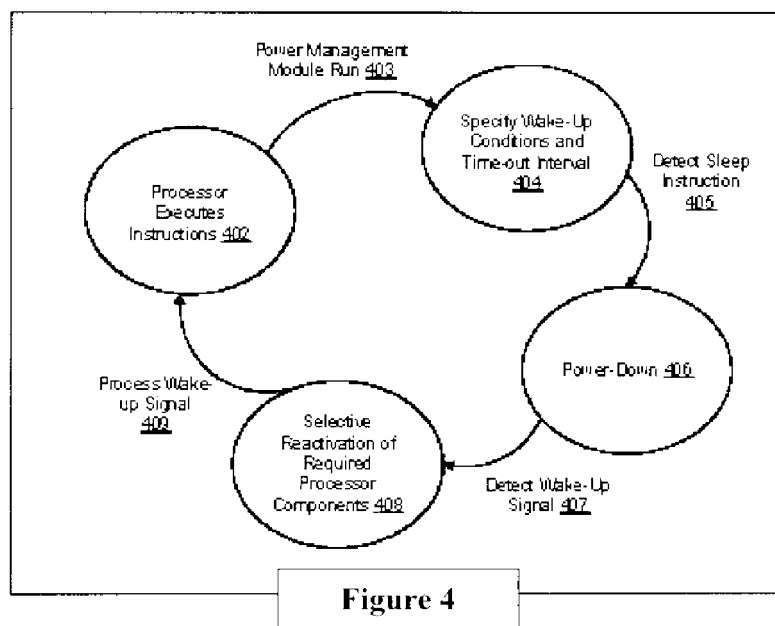 Power Management
Module Run 403
Specify Wake-Up
Conditions and
Time-out Interval
404
Detect Sleep
Instruction
405
Processor
Executes
Instructions 402
Power-Down 406
Process Wake-
up Signal
409
Selective
Reactivation of
Required
Processor
Components 408
Detect Wake-Up
Signal 407
Figure 4